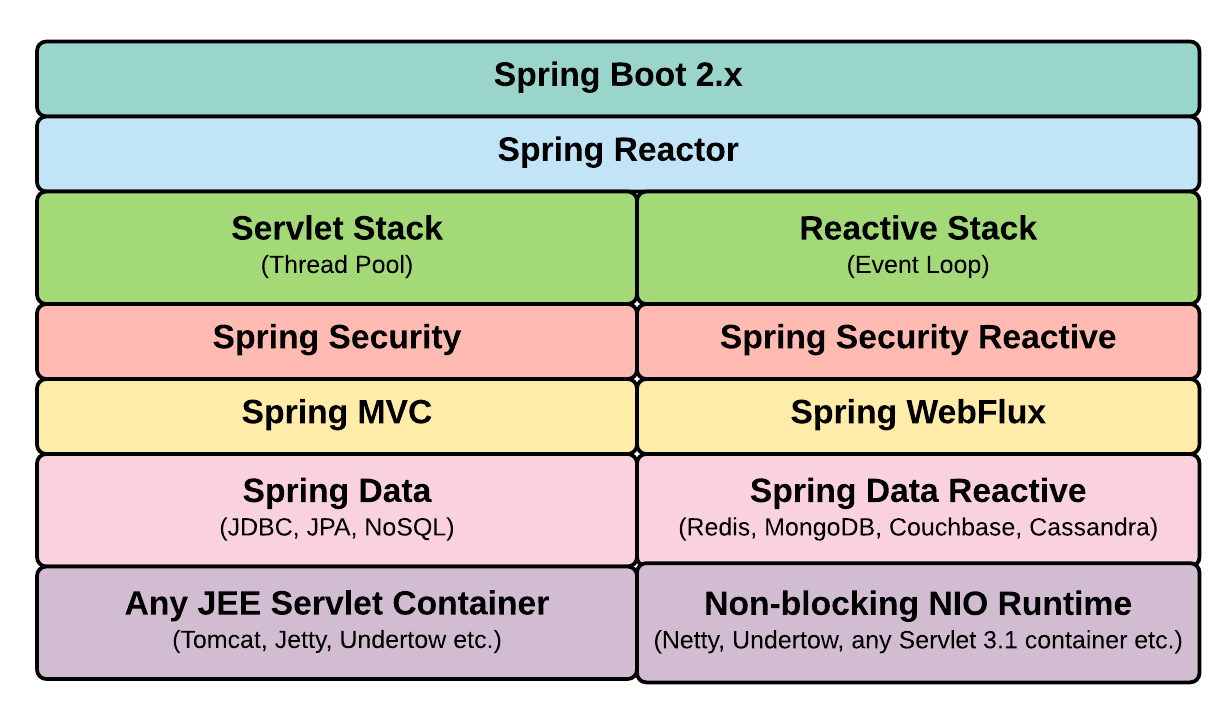 Spring Boot 2.x
Spring Reactor
Servlet Stack
(Thread Pool)
Reactive Stack
(Event Loop)
Spring Security
Spring Security Reactive
Spring MVC
Spring WebFlux
Spring Data
(JDBC, JPA, NoSQL)
Spring Data Reactive
(Redis, MongoDB, Couchbase, Cassandra)
Any JEE Servlet Container
(Tomcat, Jetty, Undertow etc.)
Non-blocking NIO Runtime
(Netty, Undertow, any Servlet 3.1 container etc.)